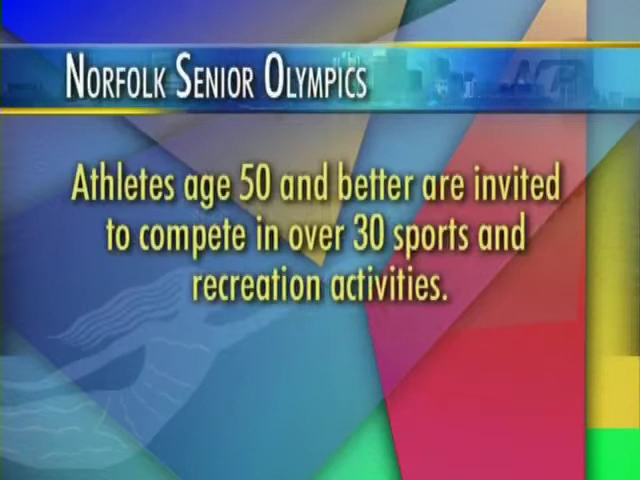 NORFOLK SENIOR OLYMPICS
Athletes age 50 and better are invited
to compete in over 30 sports and
recreation activities.